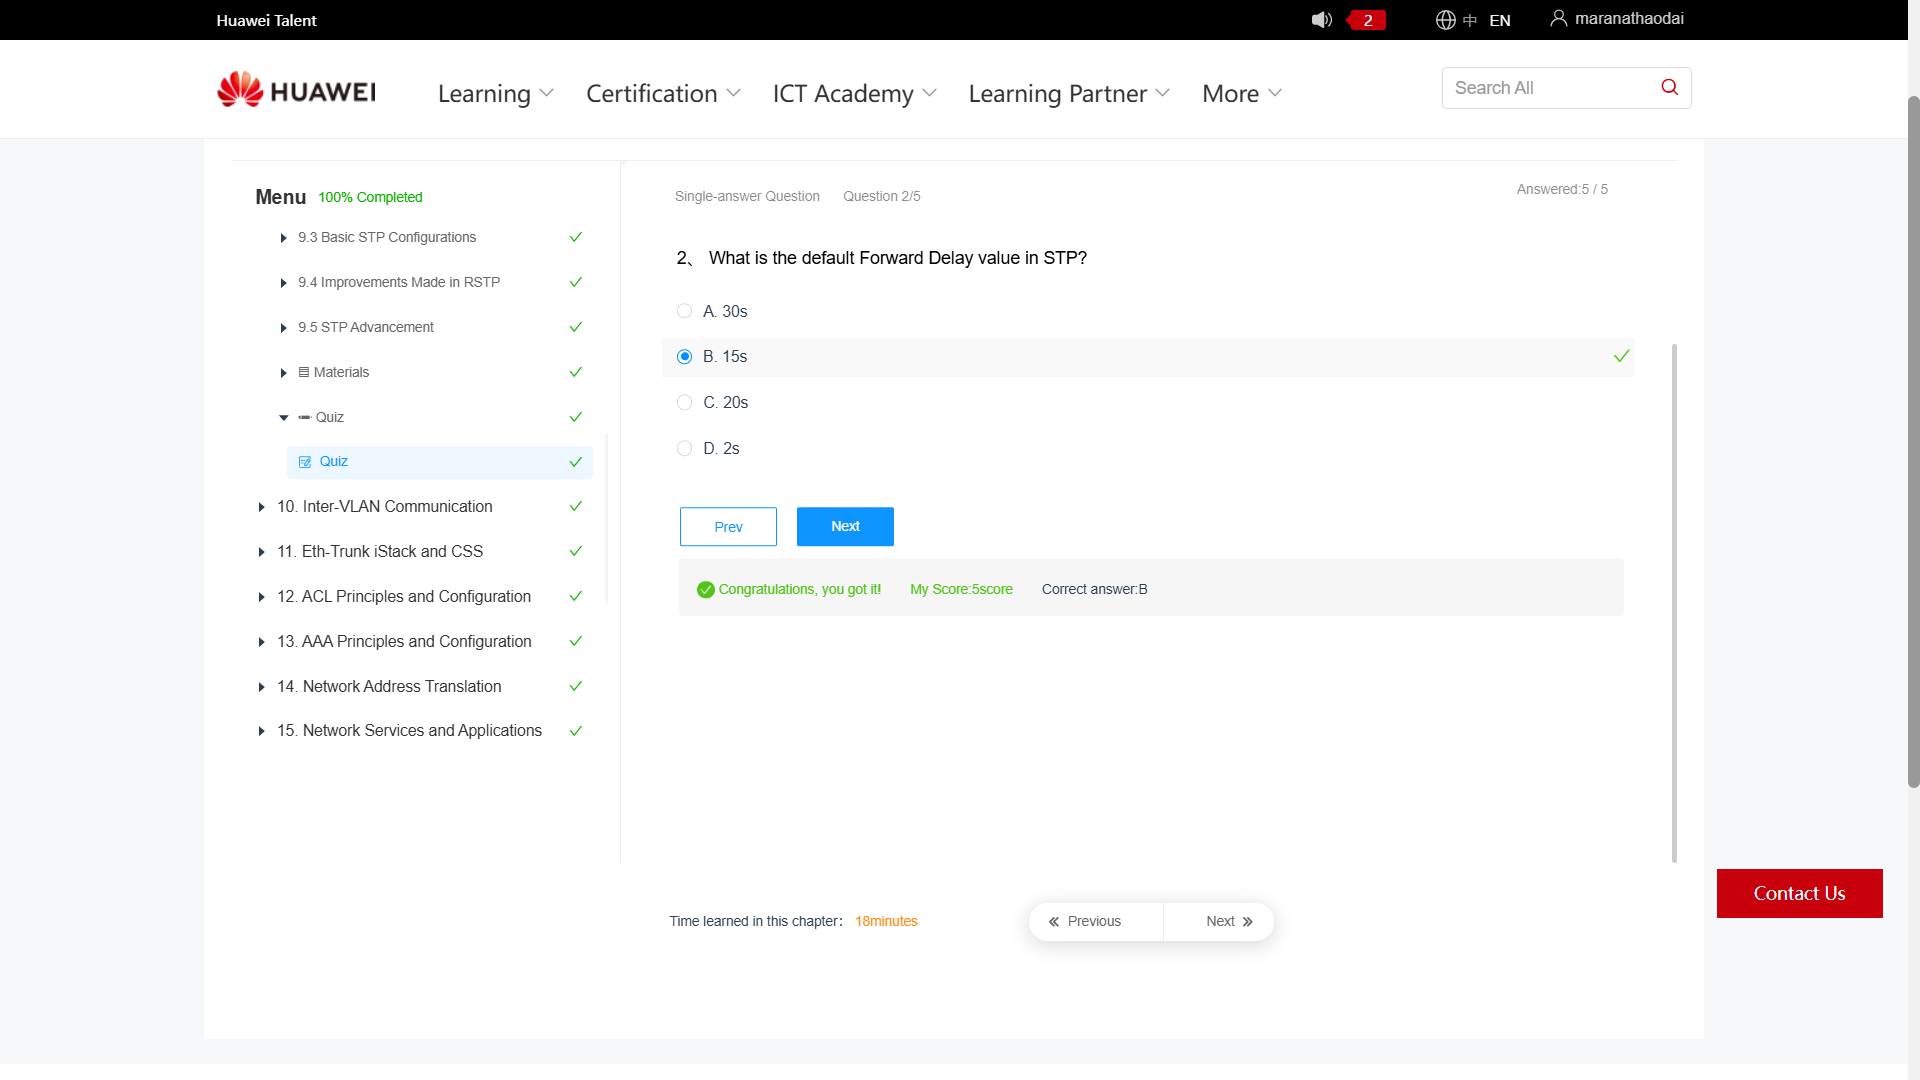 Huawei Talent
2
中 EN
maranathaodai
HUAWEI
Learning
Certification
ICT Academy
Learning Partner
More
Search All
Menu 100% Completed
9.3 Basic STP Configurations
9.4 Improvements Made in RSTP
9.5 STP Advancement
Materials
Quiz
Quiz
10. Inter-VLAN Communication
11. Eth-Trunk iStack and CSS
12. ACL Principles and Configuration
13. AAA Principles and Configuration
14. Network Address Translation
15. Network Services and Applications
Single-answer Question Question 2/5
Answered:5 / 5
2、 What is the default Forward Delay value in STP?
A. 30s
B. 15s
C. 20s
D. 2s
Prev
Next
Congratulations, you got it! My Score:5score Correct answer:B
Time learned in this chapter： 18minutes
« Previous
Next »
Contact Us